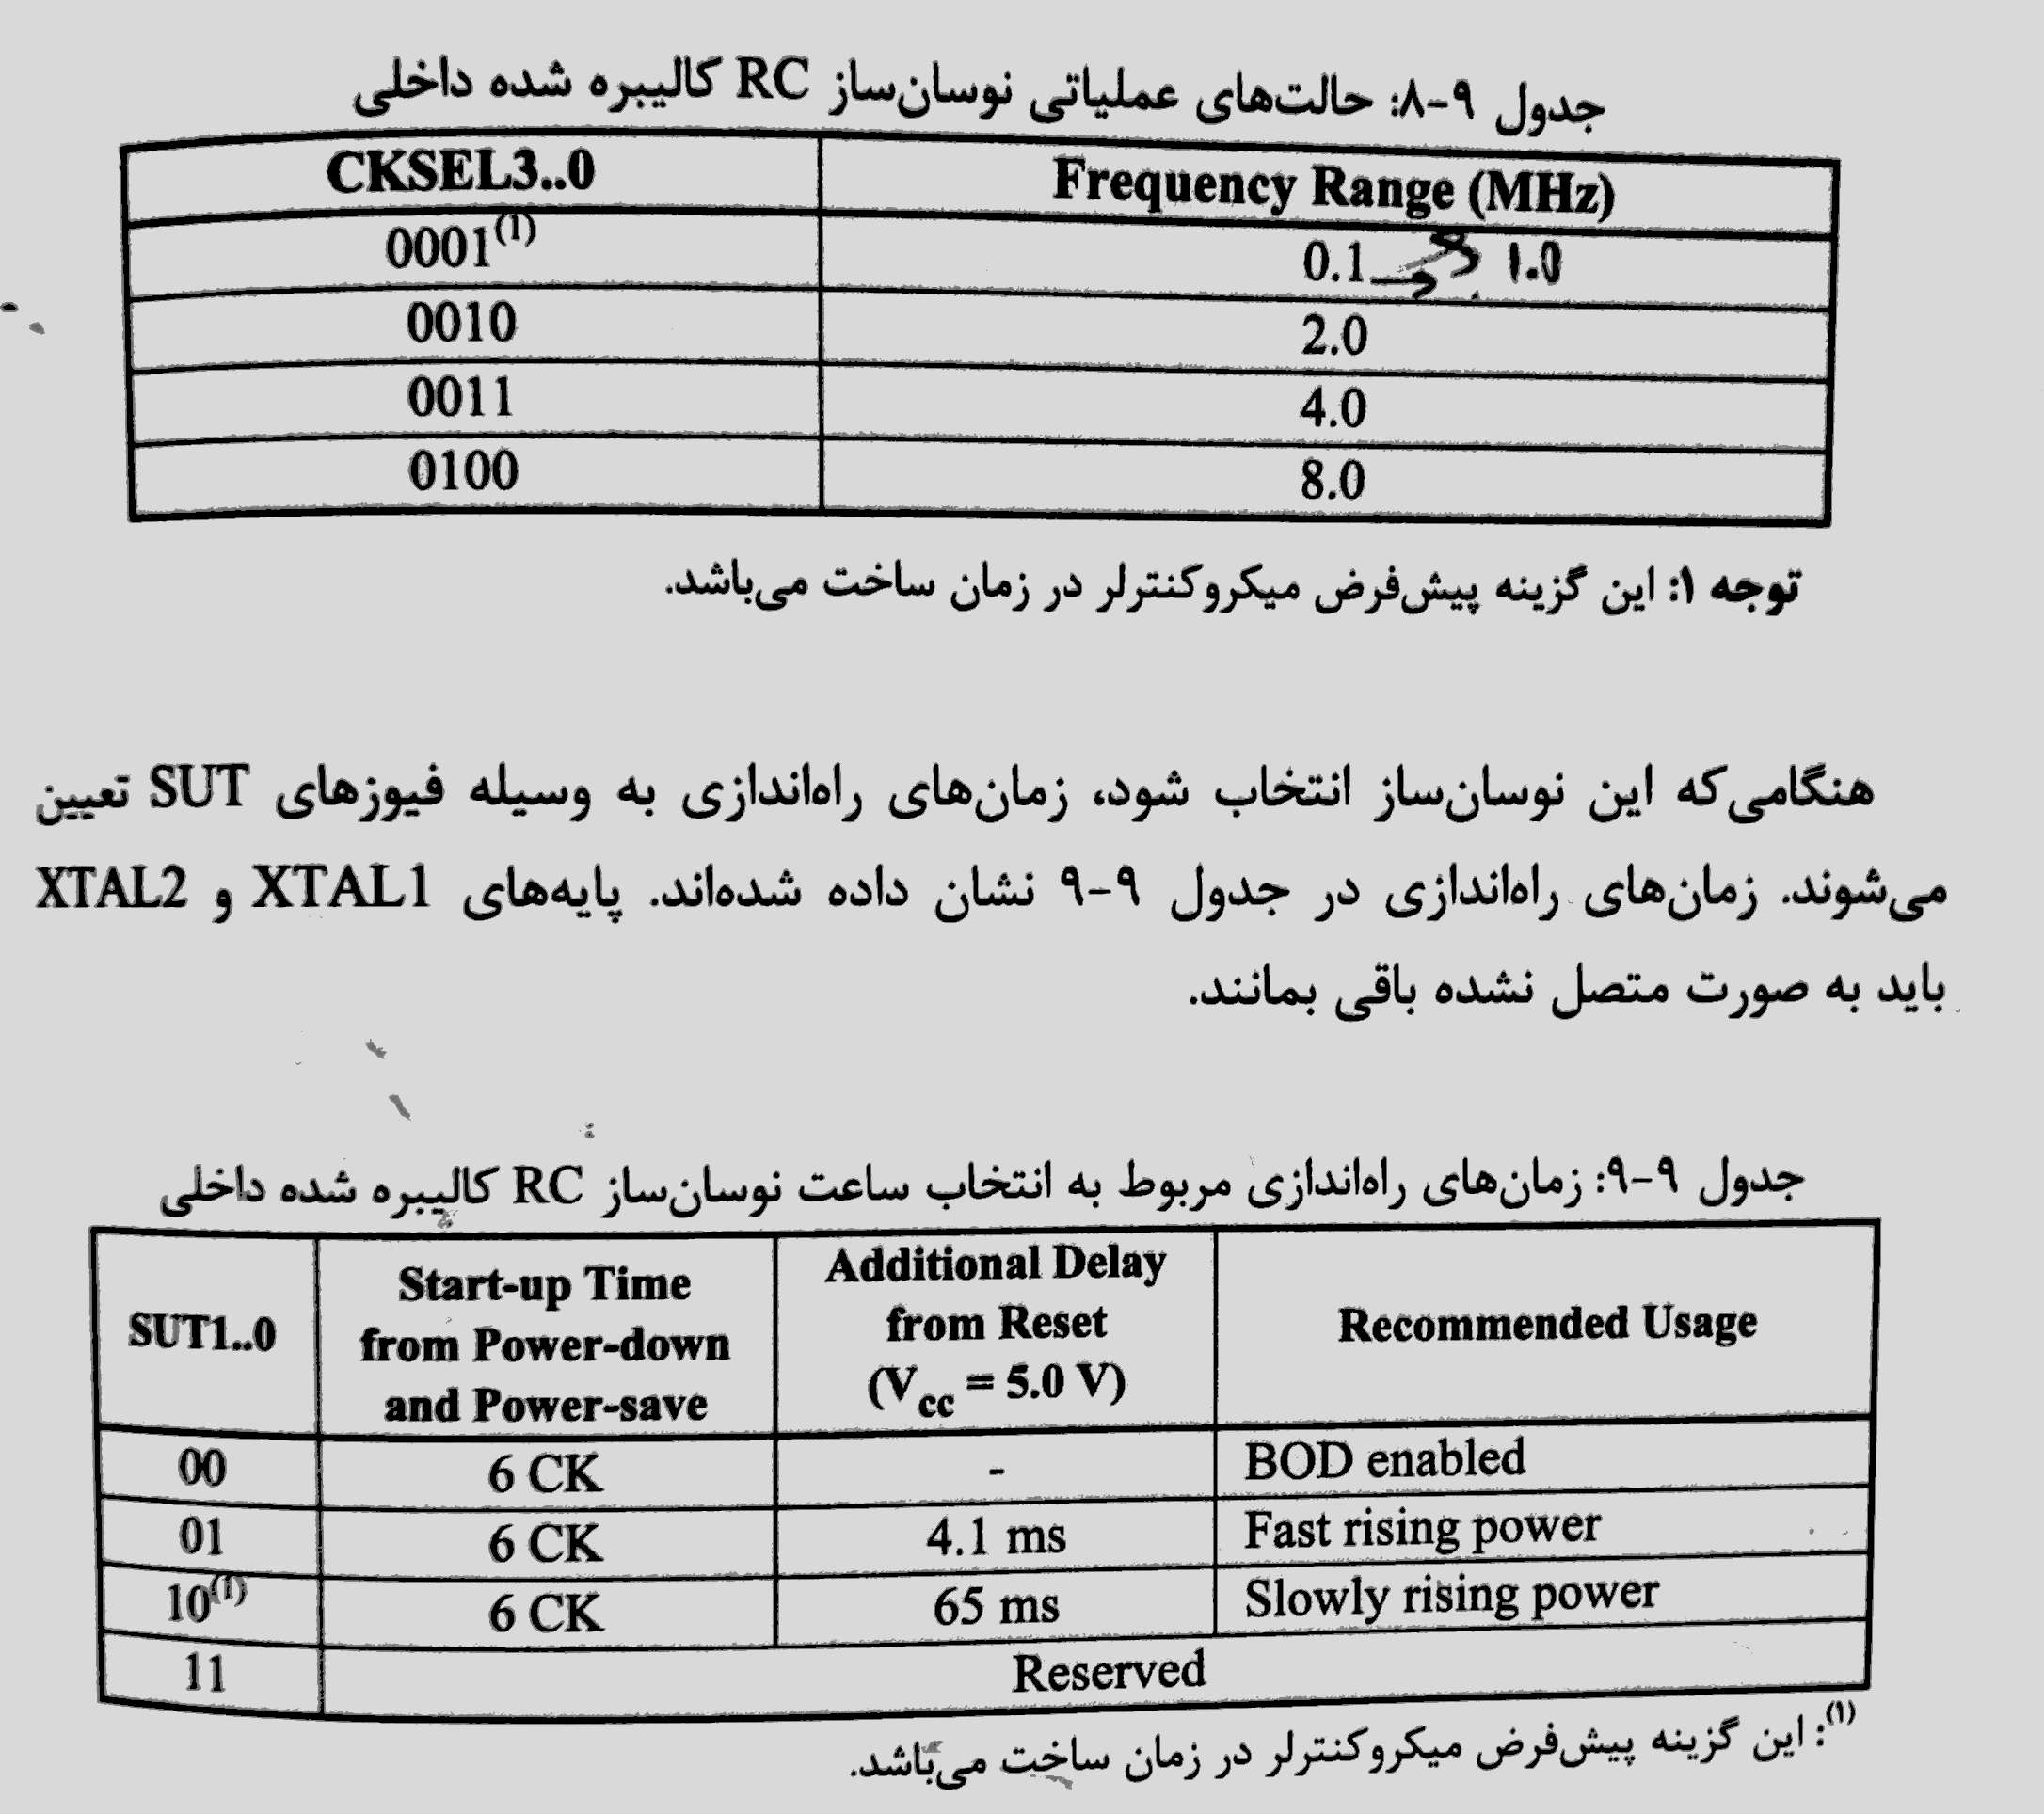 جدول ۹-۸: حالت‌های عملیاتی نوسان‌ساز RC کالیبره شده داخلی
CKSEL3..0 Frequency Range (MHz)
0001(1) 0.1 1.0
0010 2.0
0011 4.0
0100 8.0
توجه ۱: این گزینه پیش‌فرض میکروکنترلر در زمان ساخت می‌باشد.
هنگامی‌که این نوسان‌ساز انتخاب شود، زمان‌های راه‌اندازی به وسیله فیوزهای SUT تعیین
می‌شوند. زمان‌های راه‌اندازی در جدول ۹-۹ نشان داده شده‌اند. پایه‌های XTAL1 و XTAL2
باید به صورت متصل نشده باقی بمانند.
جدول ۹-۹: زمان‌های راه‌اندازی مربوط به انتخاب ساعت نوسان‌ساز RC کالیبره شده داخلی
SUT1..0 Start-up Time from Power-down and Power-save Additional Delay from Reset (Vcc = 5.0 V) Recommended Usage
00 6 CK - BOD enabled
01 6 CK 4.1 ms Fast rising power
10(1) 6 CK 65 ms Slowly rising power
11 Reserved
(۱): این گزینه پیش‌فرض میکروکنترلر در زمان ساخت می‌باشد.